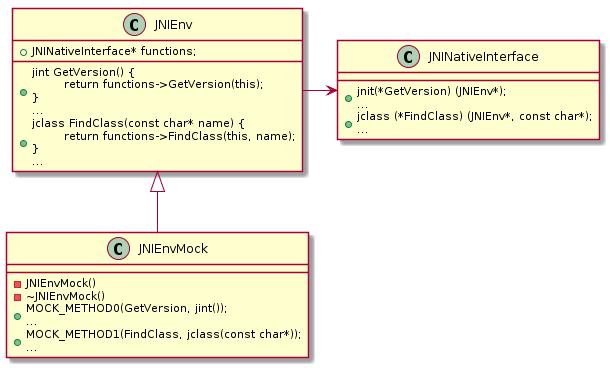 C JNIEnv
JNINativeInterface* functions;
jint GetVersion() {
return functions->GetVersion(this);
}
...
jclass FindClass(const char* name) {
return functions->FindClass(this, name);
}
...
C JNINativeInterface
jnit(*GetVersion) (JNIEnv*);
...
jclass (*FindClass) (JNIEnv*, const char*);
...
C JNIEnvMock
JNIEnvMock()
~JNIEnvMock()
MOCK_METHOD0(GetVersion, jint());
...
MOCK_METHOD1(FindClass, jclass(const char*));
...